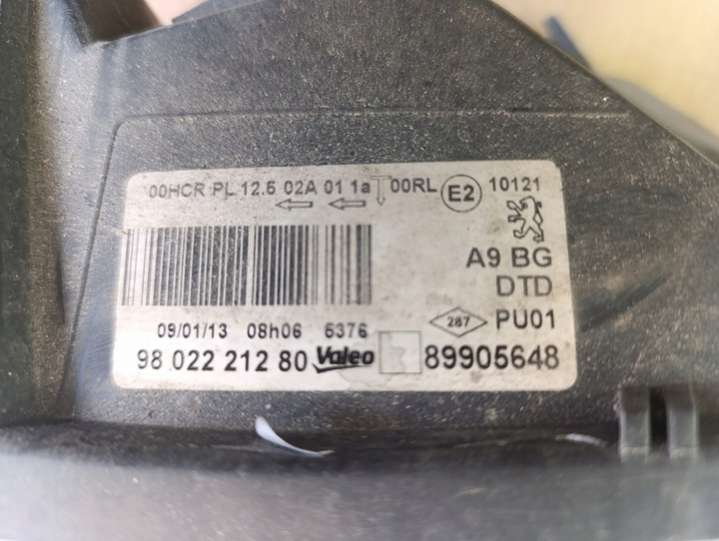 00HCR PL 12.5 02A 01 1a 00RL E2 10121
A9 BG
DTD
287 PU01
09/01/13 08h06 6376
98 022 212 80 Valeo 89905648